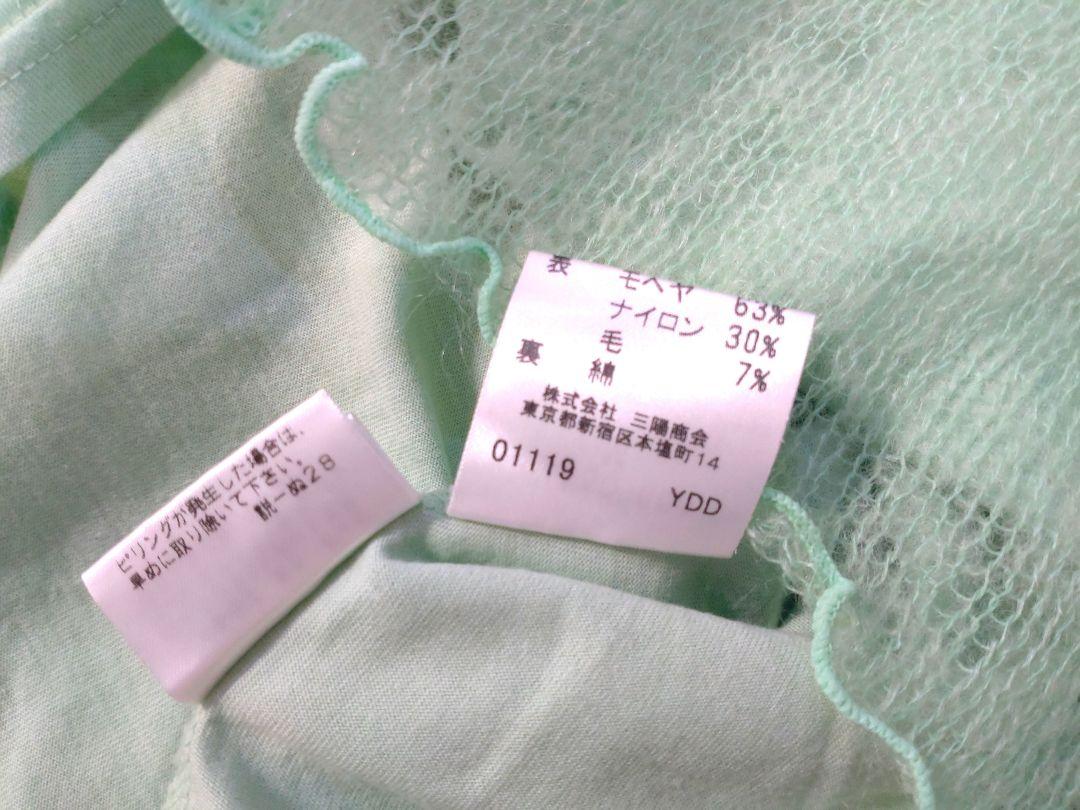 表 モヘヤ 63%
ナイロン 30%
毛 7%
裏 綿
株式会社 三陽商会
東京都新宿区本塩町14
01119
YDD
ピリングが発生した場合は、
早めに取り除いて下さい。
説-ぬ28